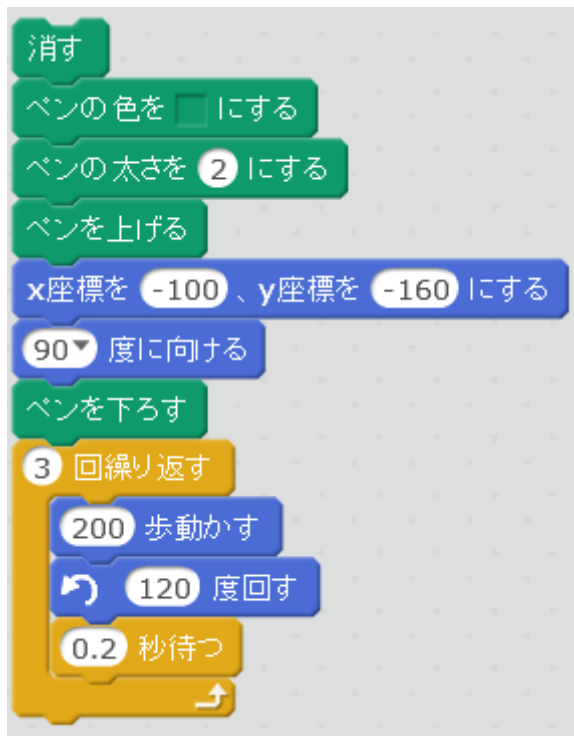 消す
ペンの色を にする
ペンの太さを 2 にする
ペンを上げる
x座標を -100 、y座標を -160 にする
90 度に向ける
ペンを下ろす
3 回繰り返す
200 歩動かす
120 度回す
0.2 秒待つ